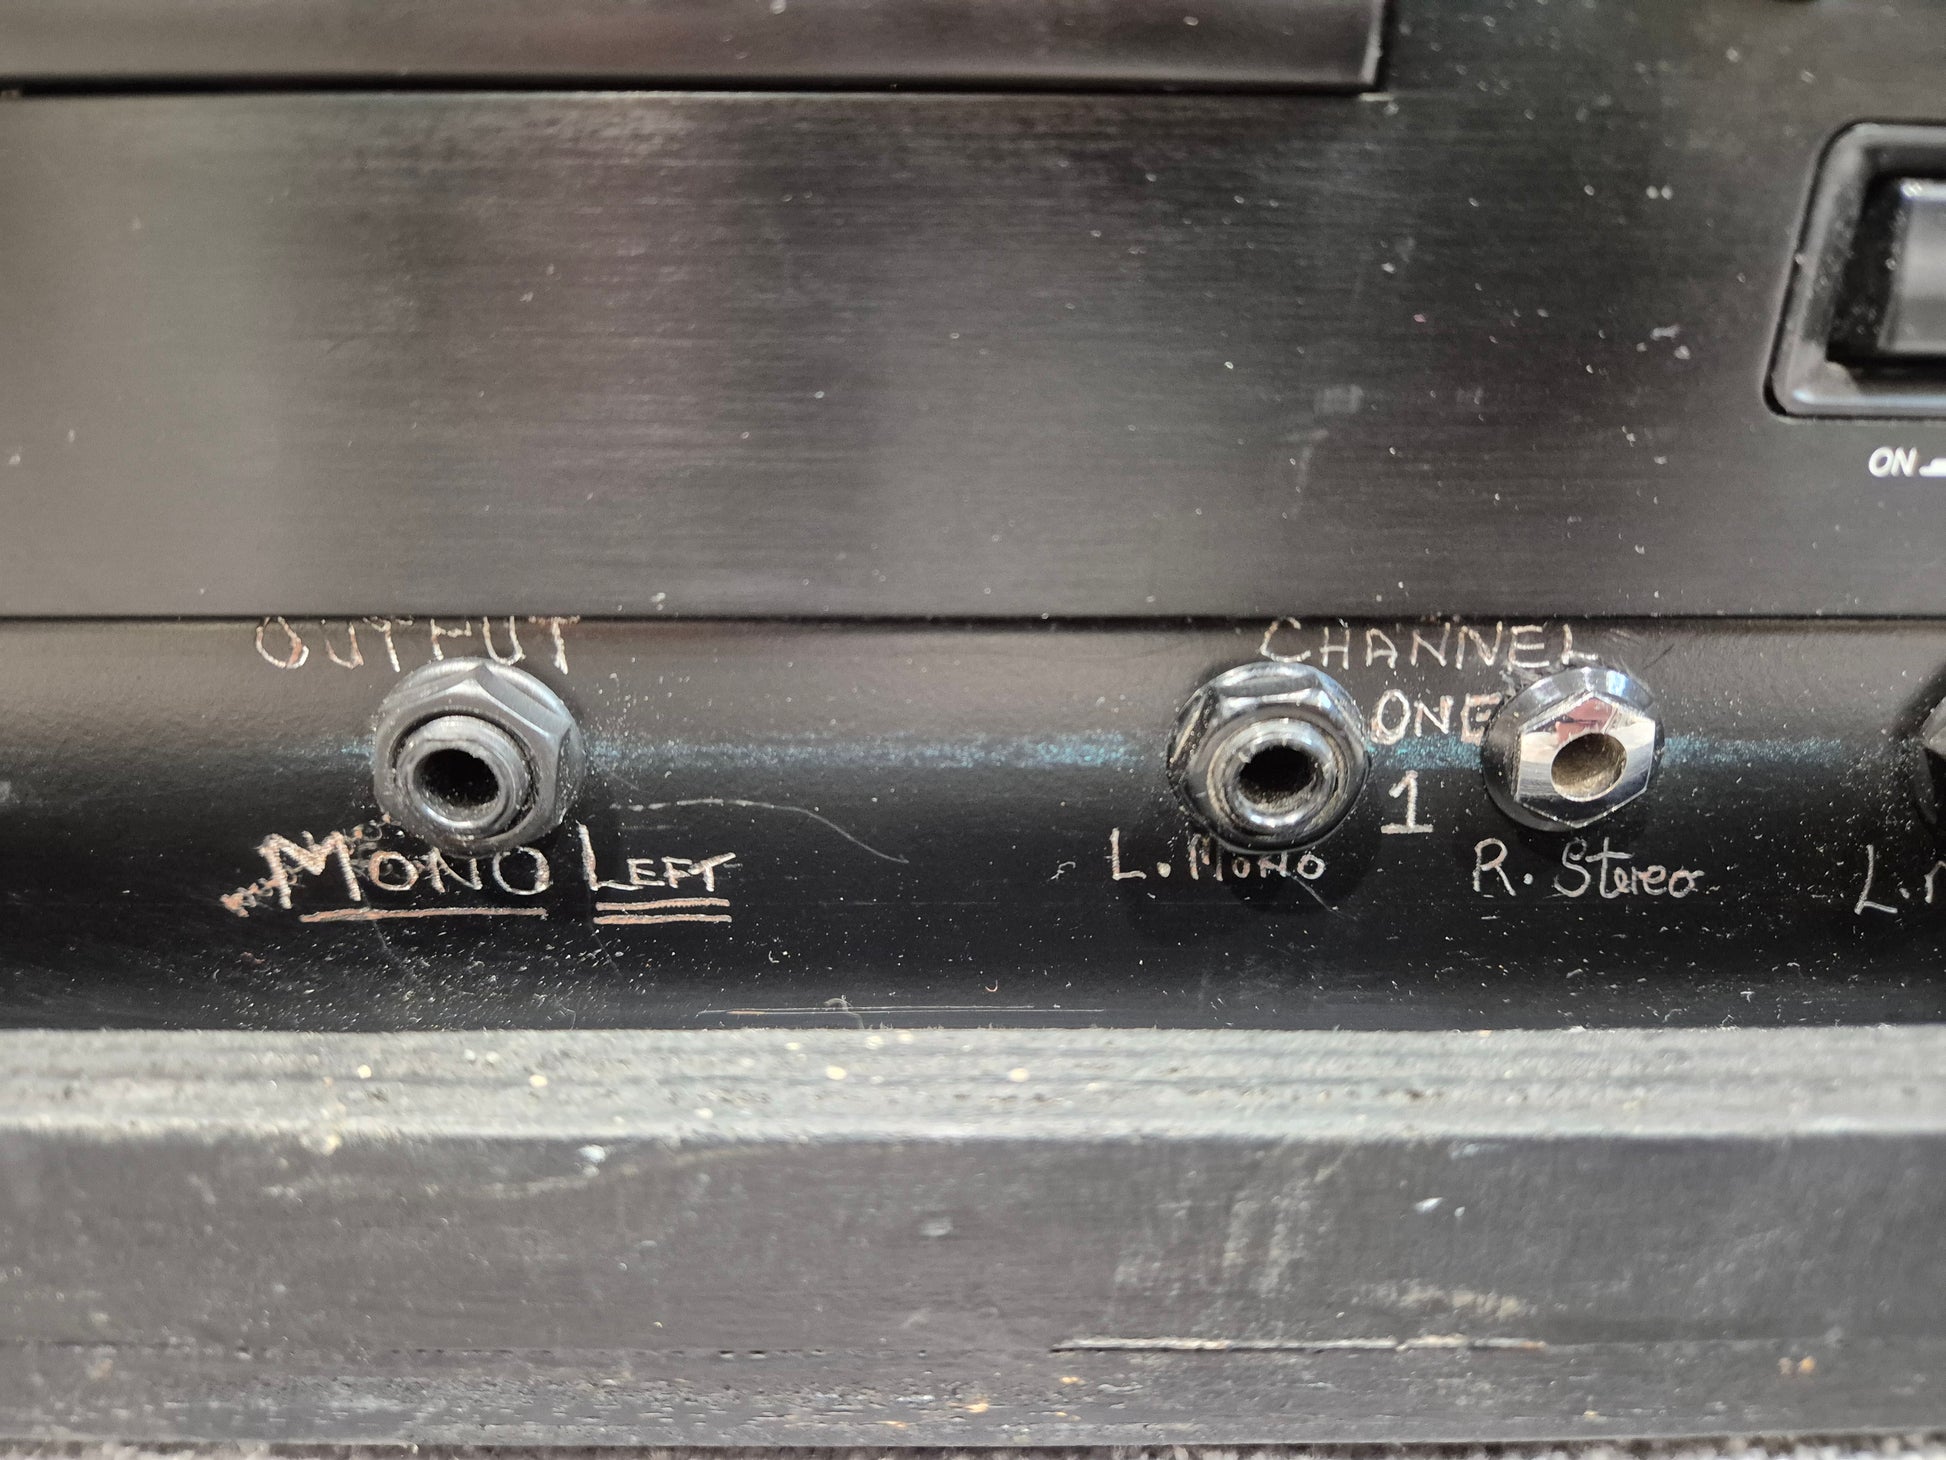 ON
OUTPUT
CHANNEL
ONE
1
MONO LEFT
L. MONO
R. Stereo
L.